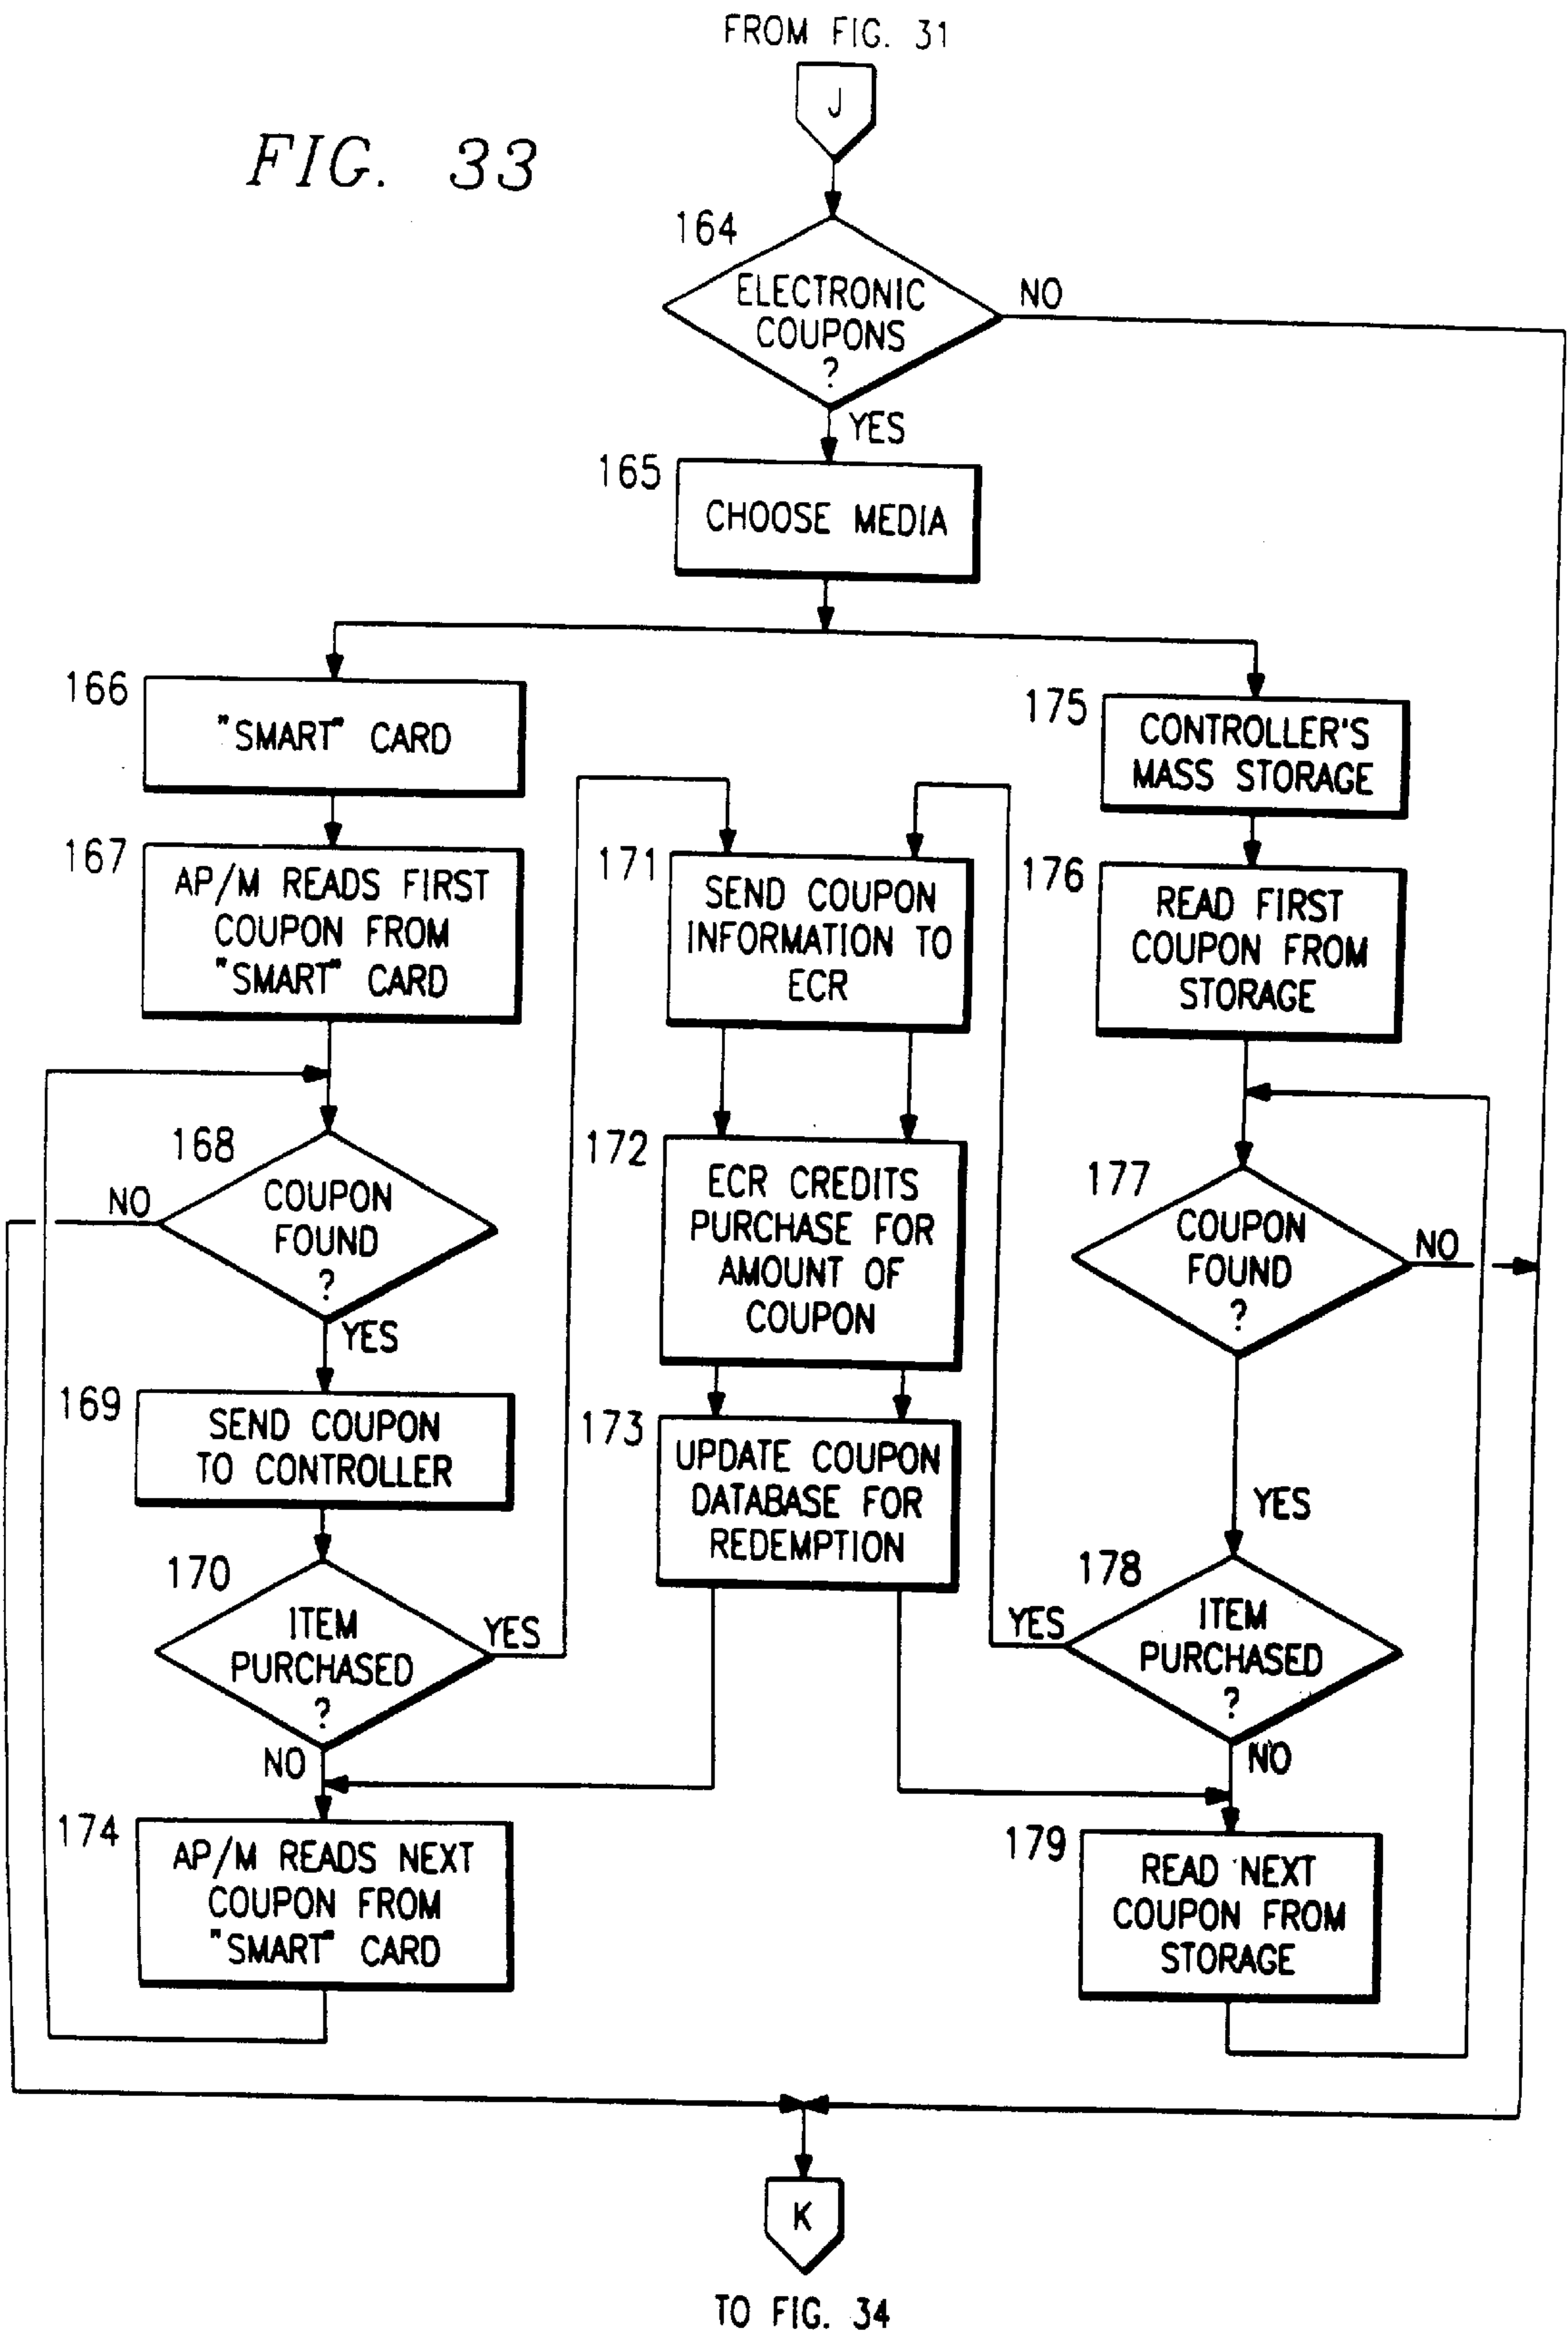 FROM FIG. 31
J
FIG. 33
164
ELECTRONIC
COUPONS
?
NO
YES
165
CHOOSE MEDIA
166
"SMART" CARD
167
AP/M READS FIRST
COUPON FROM
"SMART" CARD
168
COUPON
FOUND
?
NO
YES
169
SEND COUPON
TO CONTROLLER
170
ITEM
PURCHASED
?
YES
NO
174
AP/M READS NEXT
COUPON FROM
"SMART" CARD
171
SEND COUPON
INFORMATION TO
ECR
172
ECR CREDITS
PURCHASE FOR
AMOUNT OF
COUPON
173
UPDATE COUPON
DATABASE FOR
REDEMPTION
175
CONTROLLER'S
MASS STORAGE
176
READ FIRST
COUPON FROM
STORAGE
177
COUPON
FOUND
?
NO
YES
178
ITEM
PURCHASED
?
YES
NO
179
READ NEXT
COUPON FROM
STORAGE
K
TO FIG. 34